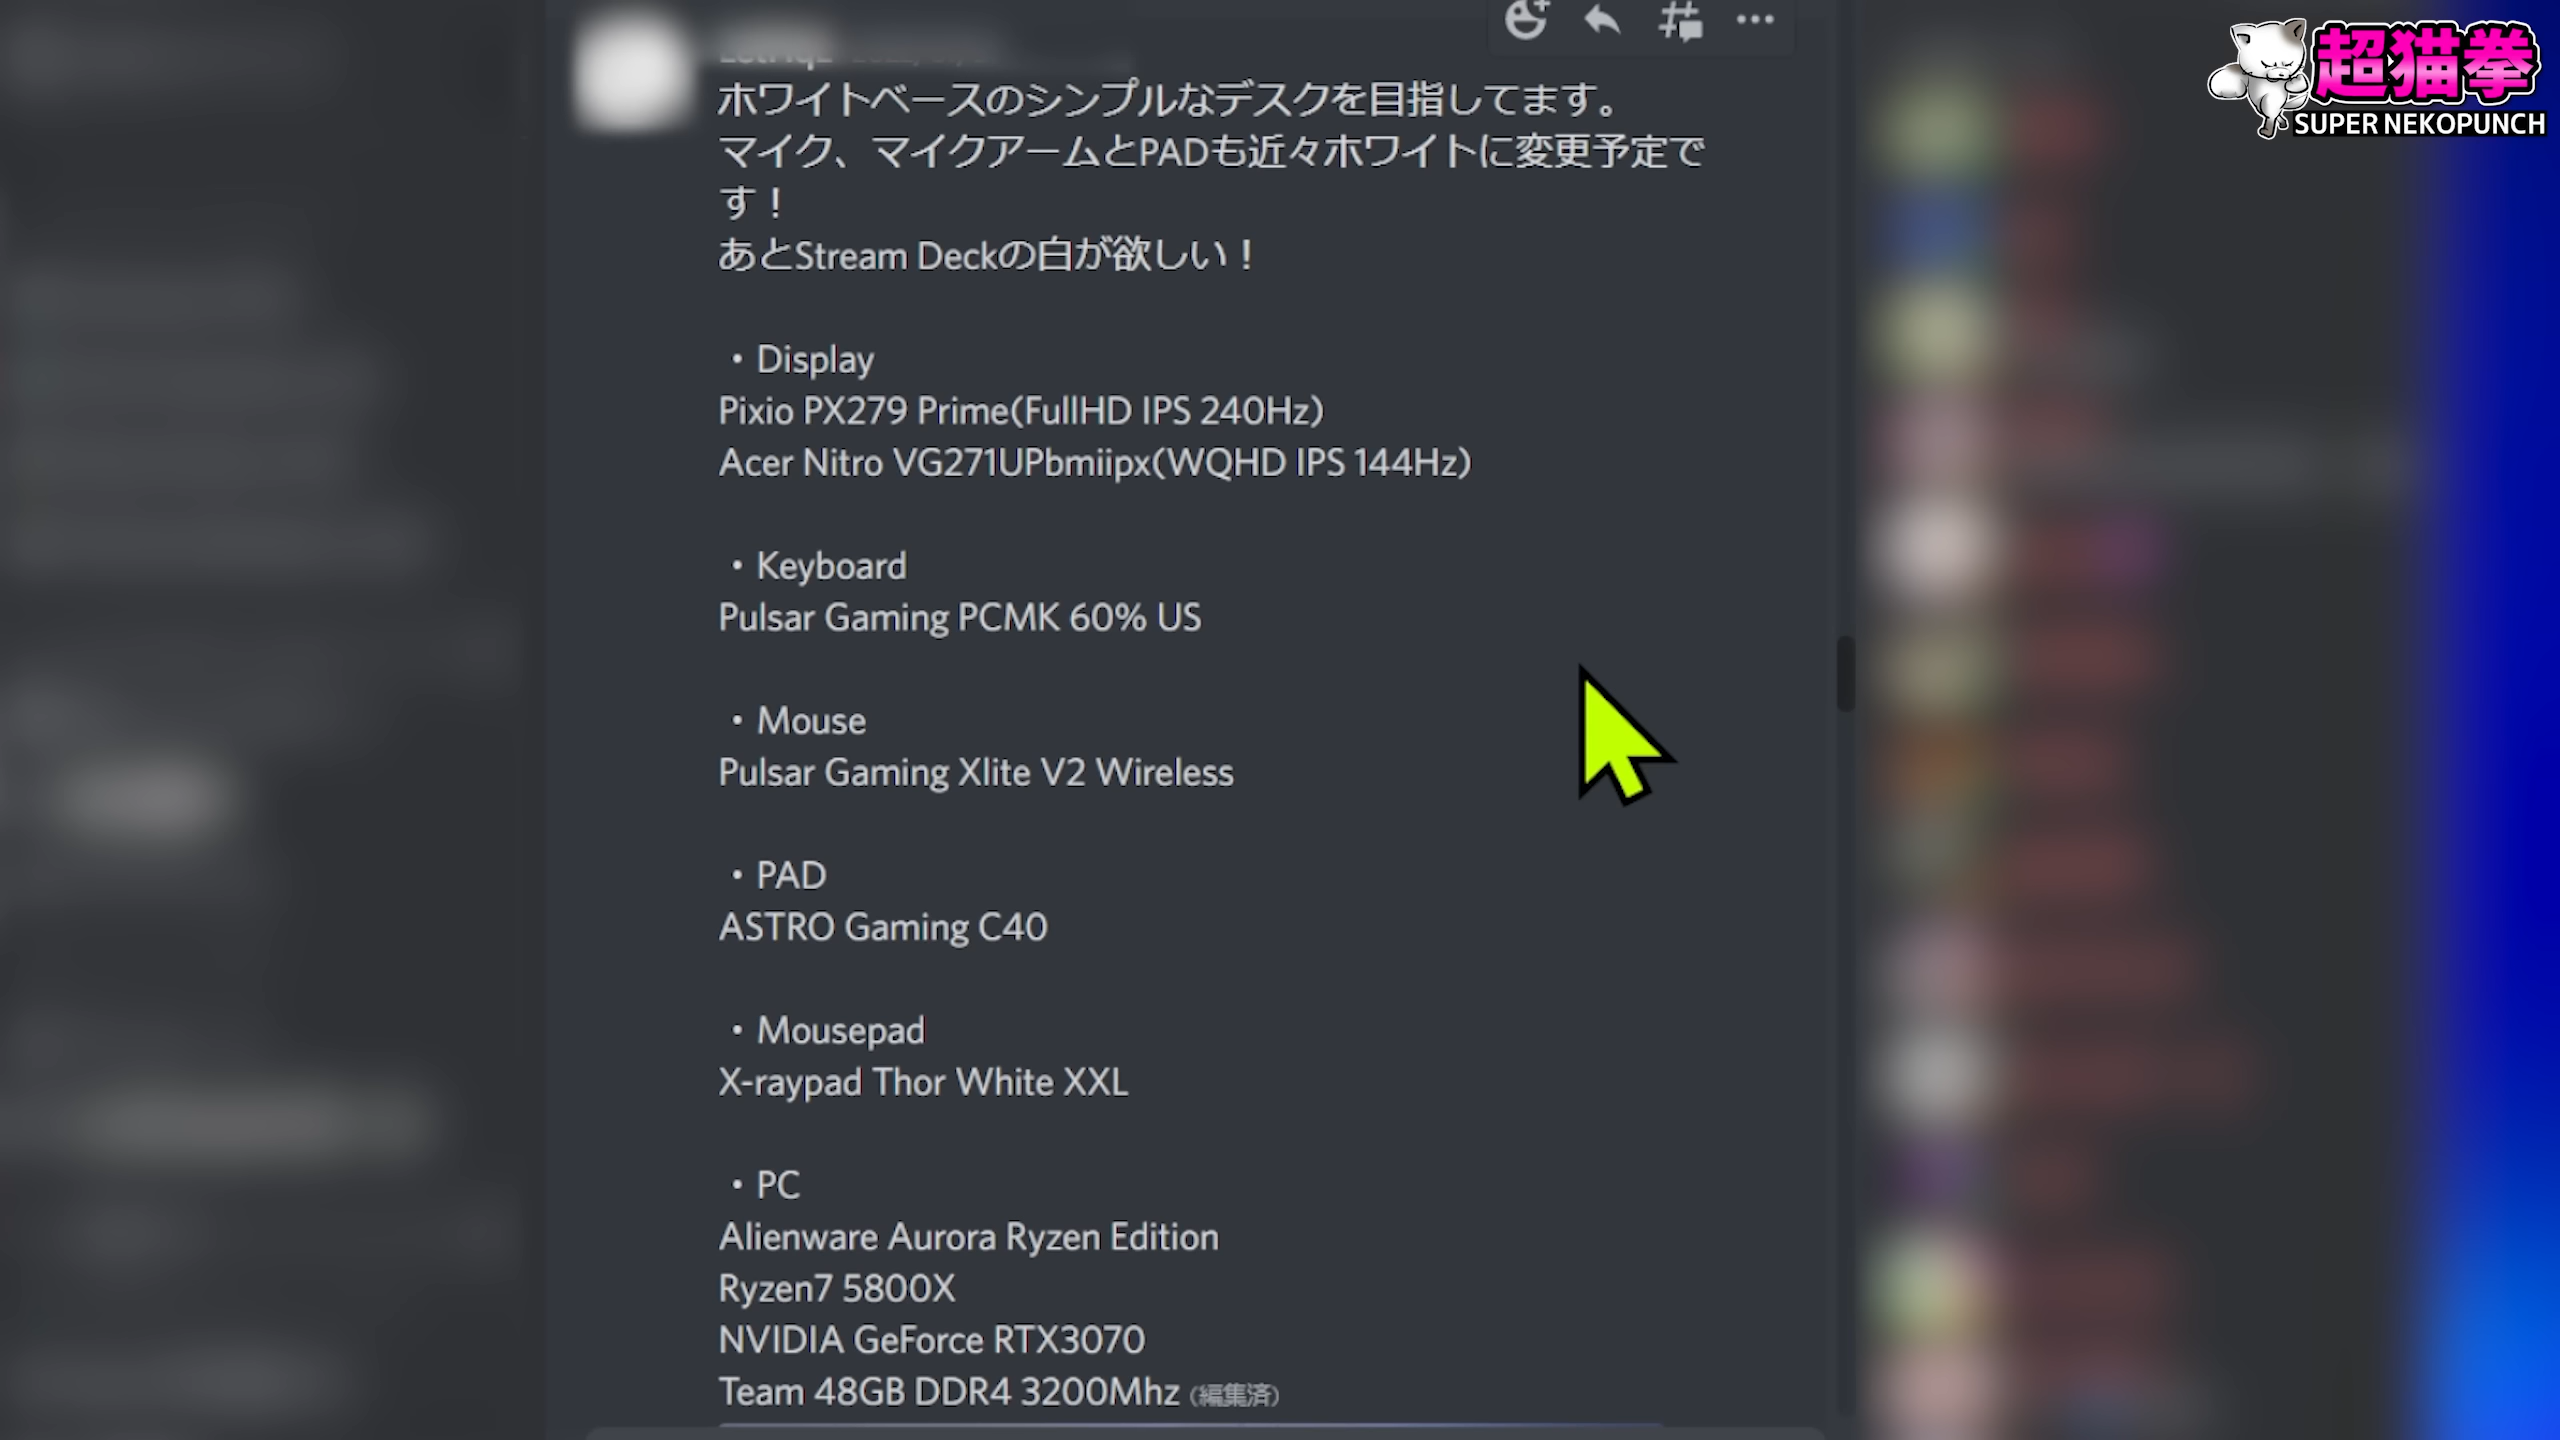 超猫拳
SUPER NEKOPUNCH
ホワイトベースのシンプルなデスクを目指してます。
マイク、マイクアームとPADも近々ホワイトに変更予定で
す！
あとStream Deckの白が欲しい！
・Display
Pixio PX279 Prime(FullHD IPS 240Hz)
Acer Nitro VG271UPbmiipx(WQHD IPS 144Hz)
・Keyboard
Pulsar Gaming PCMK 60% US
・Mouse
Pulsar Gaming Xlite V2 Wireless
・PAD
ASTRO Gaming C40
・Mousepad
X-raypad Thor White XXL
・PC
Alienware Aurora Ryzen Edition
Ryzen7 5800X
NVIDIA GeForce RTX3070
Team 48GB DDR4 3200Mhz (編集済)